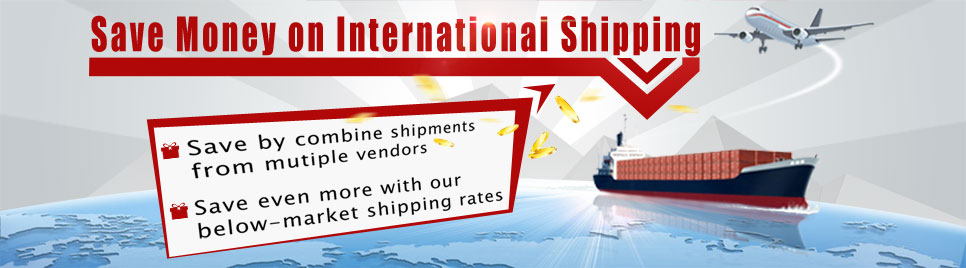 Save Money on International Shipping
Save by combine shipments
from mutiple vendors
Save even more with our
below-market shipping rates